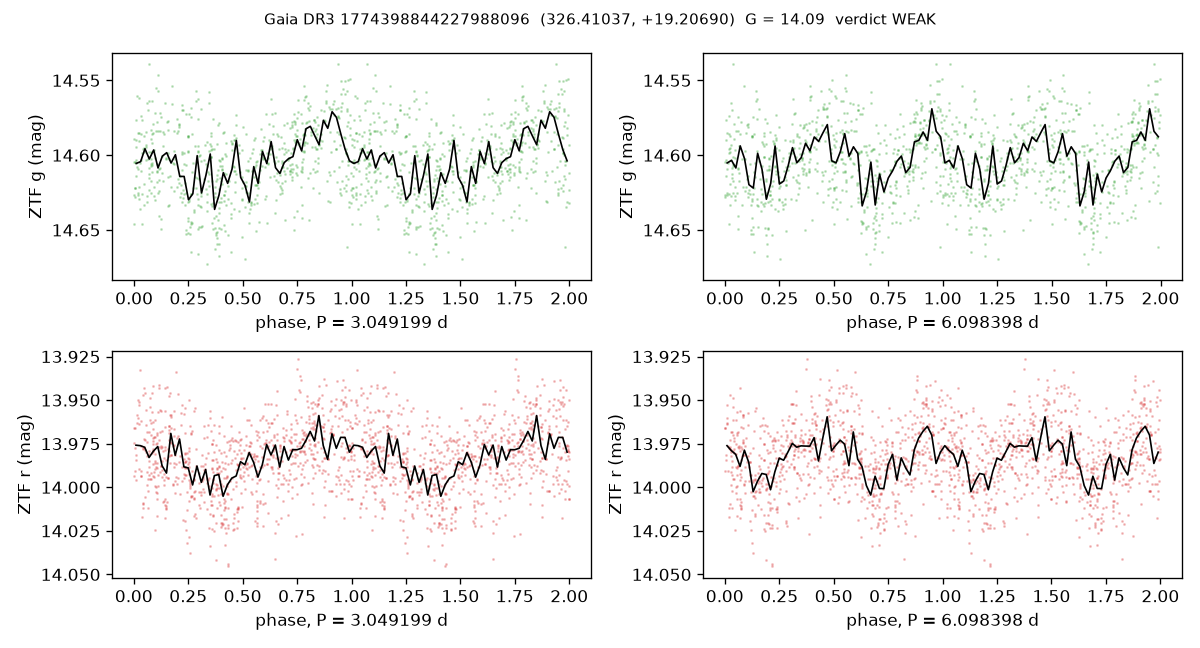 Gaia DR3 1774398844227988096  (326.41037, +19.20690)  G = 14.09  verdict WEAK
ZTF g (mag)
14.55
14.60
14.65
0.00 0.25 0.50 0.75 1.00 1.25 1.50 1.75 2.00
phase, P = 3.049199 d
ZTF g (mag)
14.55
14.60
14.65
0.00 0.25 0.50 0.75 1.00 1.25 1.50 1.75 2.00
phase, P = 6.098398 d
ZTF r (mag)
13.925
13.950
13.975
14.000
14.025
14.050
0.00 0.25 0.50 0.75 1.00 1.25 1.50 1.75 2.00
phase, P = 3.049199 d
ZTF r (mag)
13.925
13.950
13.975
14.000
14.025
14.050
0.00 0.25 0.50 0.75 1.00 1.25 1.50 1.75 2.00
phase, P = 6.098398 d